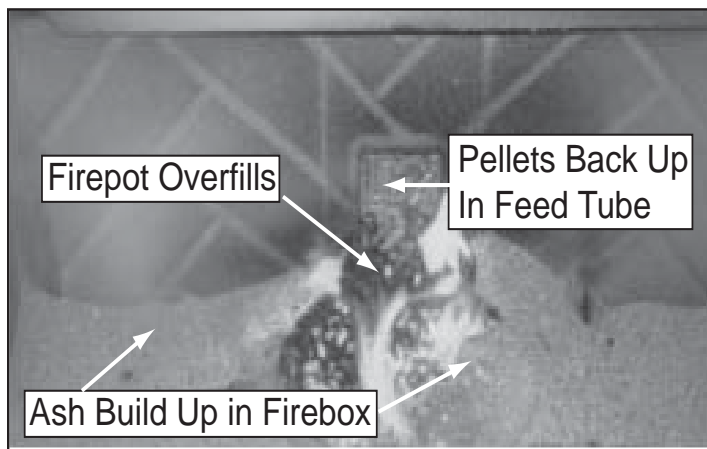 Firepot Overfills
Pellets Back Up
In Feed Tube
Ash Build Up in Firebox